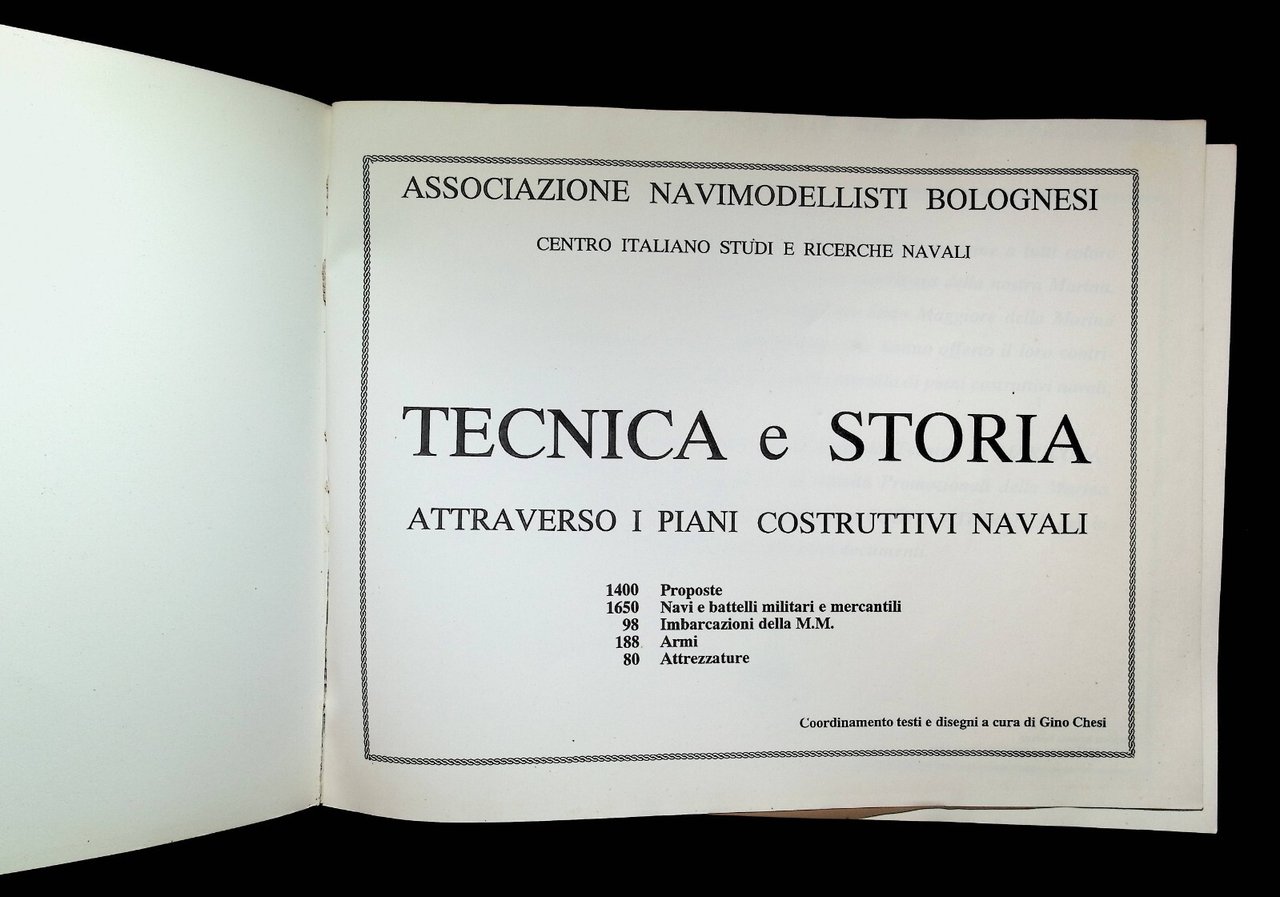 ASSOCIAZIONE NAVIMODELLISTI BOLOGNESI
CENTRO ITALIANO STUDI E RICERCHE NAVALI
TECNICA e STORIA
ATTRAVERSO I PIANI COSTRUTTIVI NAVALI
1400 Proposte
1650 Navi e battelli militari e mercantili
98 Imbarcazioni della M.M.
188 Armi
80 Attrezzature
Coordinamento testi e disegni a cura di Gino Chesi